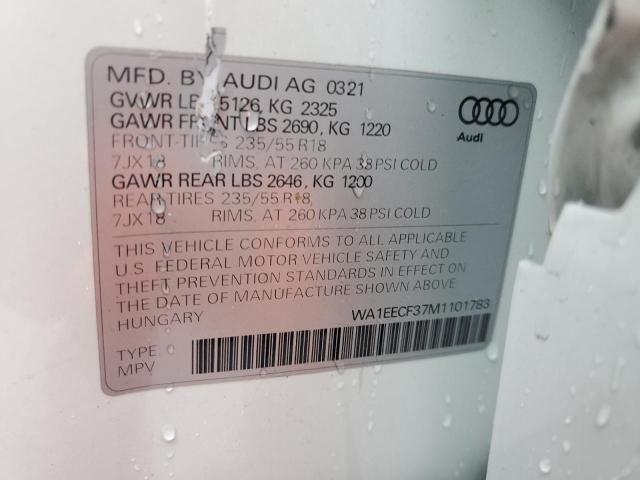 MFD. BY AUDI AG 0321
GVWR LBS 5126, KG 2325
GAWR FRONT LBS 2690, KG 1220
FRONT-TIRES 235/55 R18
7JX18 RIMS, AT 260 KPA 38 PSI COLD
GAWR REAR LBS 2646, KG 1200
REAR TIRES 235/55 R18,
7JX18 RIMS, AT 260 KPA 38 PSI COLD
Audi
THIS VEHICLE CONFORMS TO ALL APPLICABLE
U.S. FEDERAL MOTOR VEHICLE SAFETY AND
THEFT PREVENTION STANDARDS IN EFFECT ON
THE DATE OF MANUFACTURE SHOWN ABOVE.
HUNGARY WA1EECF37M1101783
TYPE:
MPV